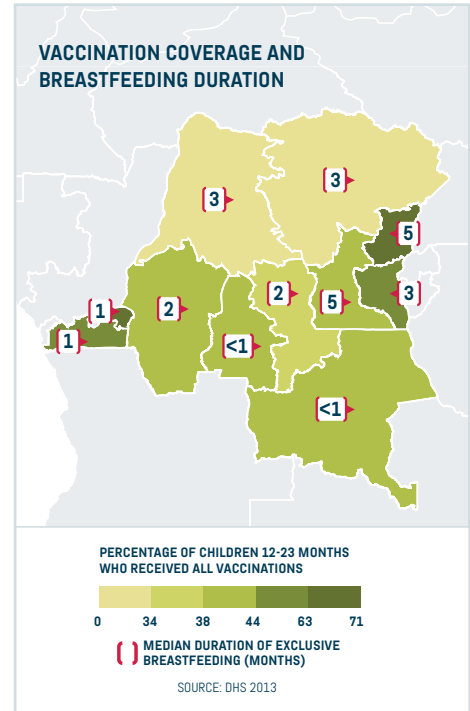 VACCINATION COVERAGE AND
BREASTFEEDING DURATION
3
3
5
3
2
5
2
1
<1
1
<1
PERCENTAGE OF CHILDREN 12-23 MONTHS
WHO RECEIVED ALL VACCINATIONS
0 34 38 44 63 71
[ ] MEDIAN DURATION OF EXCLUSIVE
BREASTFEEDING (MONTHS)
SOURCE: DHS 2013